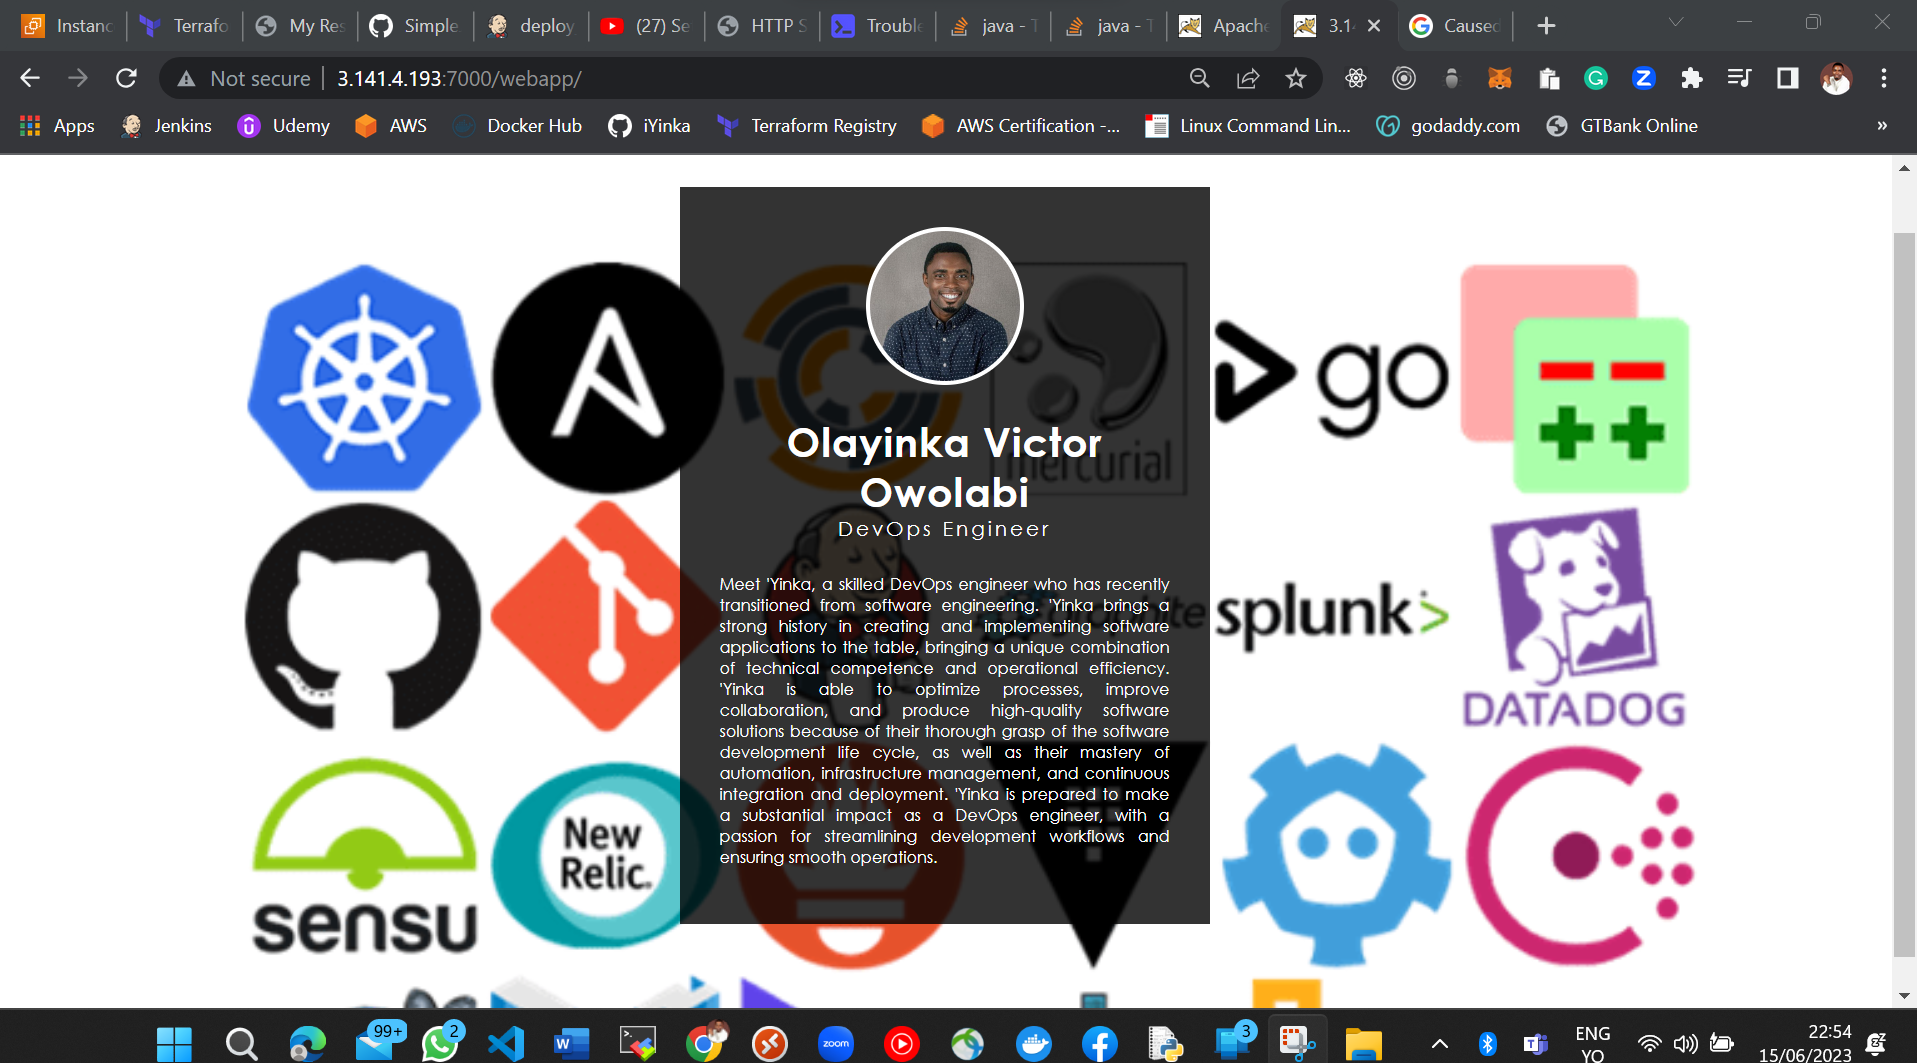 Instanc
Terrafo
My Res
Simple
deploy
(27) Se
HTTP S
Trouble
java - T
java - T
Apache
3.14
Caused
Not secure
3.141.4.193:7000/webapp/
Apps
Jenkins
Udemy
AWS
Docker Hub
iYinka
Terraform Registry
AWS Certification -...
Linux Command Lin...
godaddy.com
GTBank Online
»
mercurial
go
Olayinka Victor
Owolabi
DevOps Engineer
Meet 'Yinka, a skilled DevOps engineer who has recently
transitioned from software engineering. 'Yinka brings a
strong history in creating and implementing software
applications to the table, bringing a unique combination
of technical competence and operational efficiency.
'Yinka is able to optimize processes, improve
collaboration, and produce high-quality software
solutions because of their thorough grasp of the software
development life cycle, as well as their mastery of
automation, infrastructure management, and continuous
integration and deployment. 'Yinka is prepared to make
a substantial impact as a DevOps engineer, with a
passion for streamlining development workflows and
ensuring smooth operations.
Graphite
splunk>
DATADOG
New
Relic.
sensu
99+
2
W
zoom
3
ENG
YO
22:54
15/06/2023